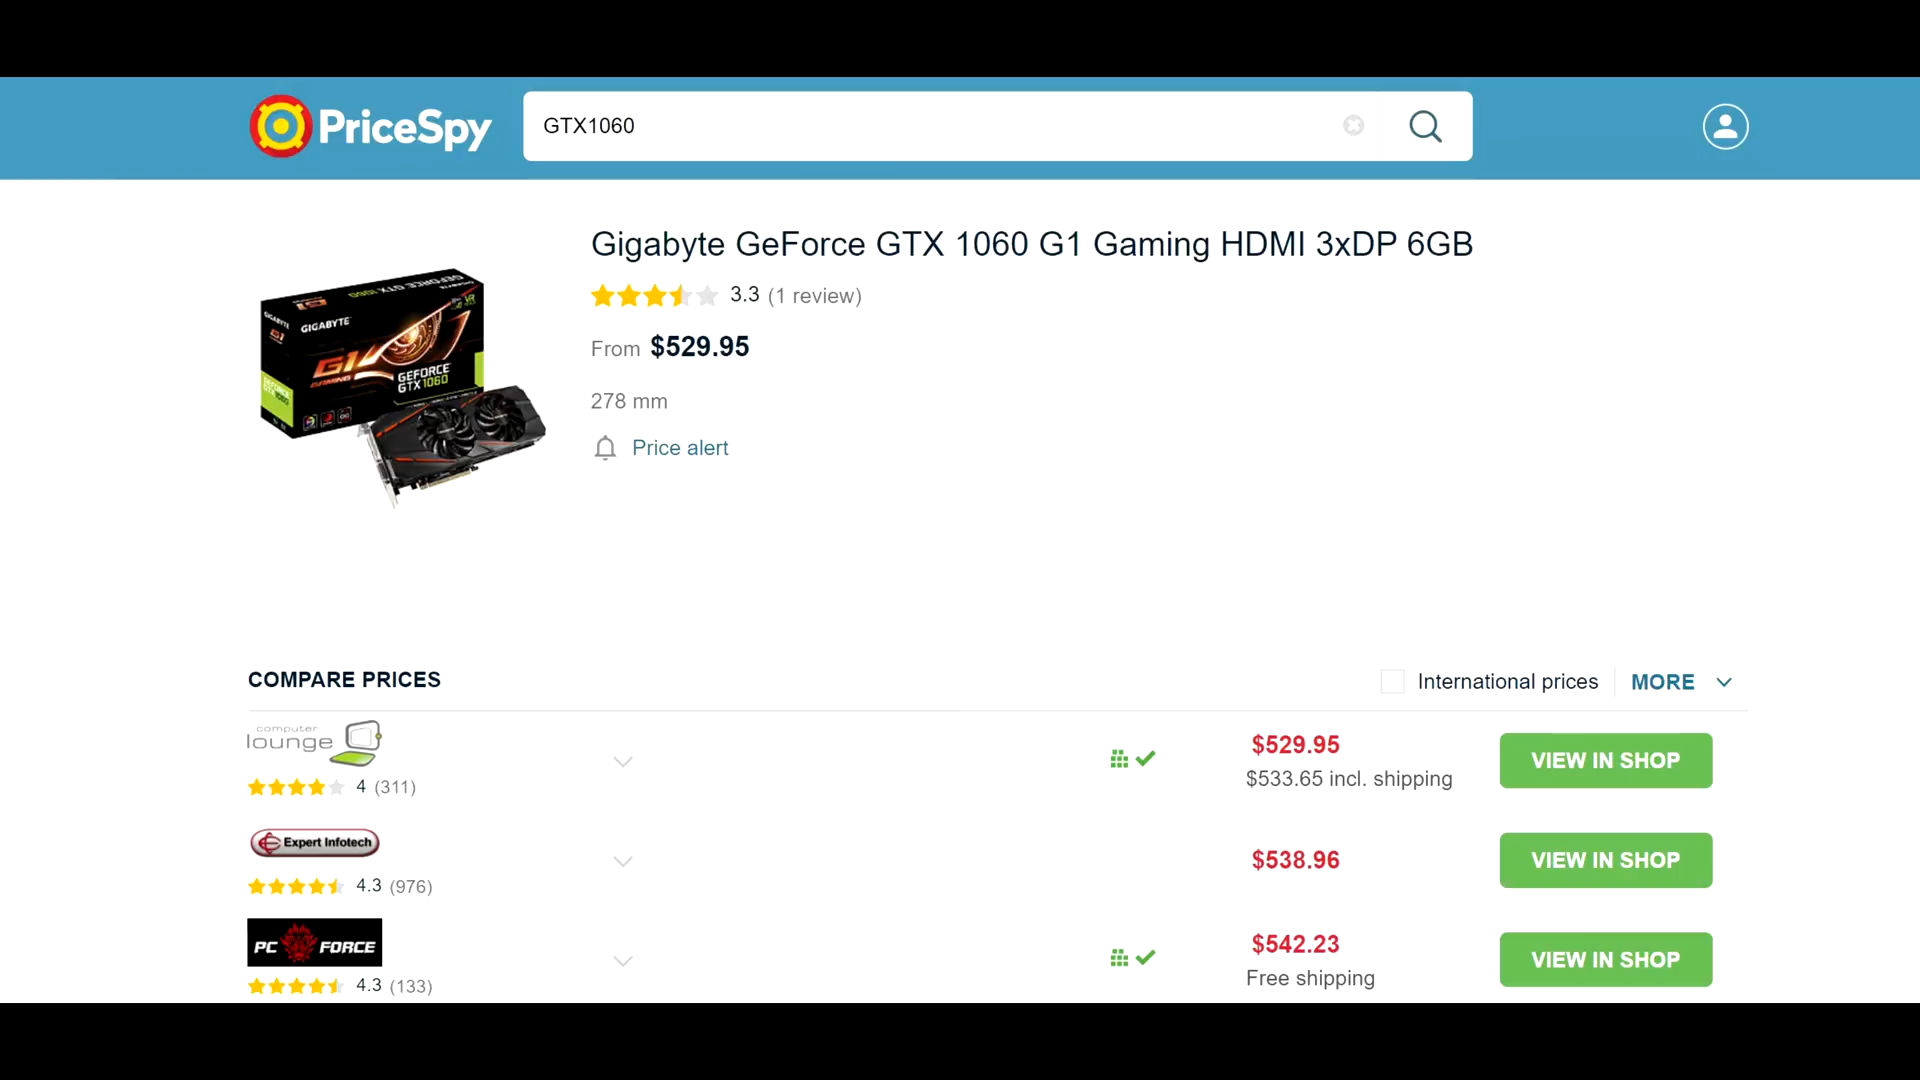 PriceSpy
GTX1060
Gigabyte GeForce GTX 1060 G1 Gaming HDMI 3xDP 6GB
3.3 (1 review)
From $529.95
278 mm
Price alert
GIGABYTE
G1
GAMING
GEFORCE
GTX 1060
COMPARE PRICES
International prices
MORE
computer
lounge
4 (311)
$529.95
$533.65 incl. shipping
VIEW IN SHOP
Expert Infotech
4.3 (976)
$538.96
VIEW IN SHOP
PC FORCE
4.3 (133)
$542.23
Free shipping
VIEW IN SHOP